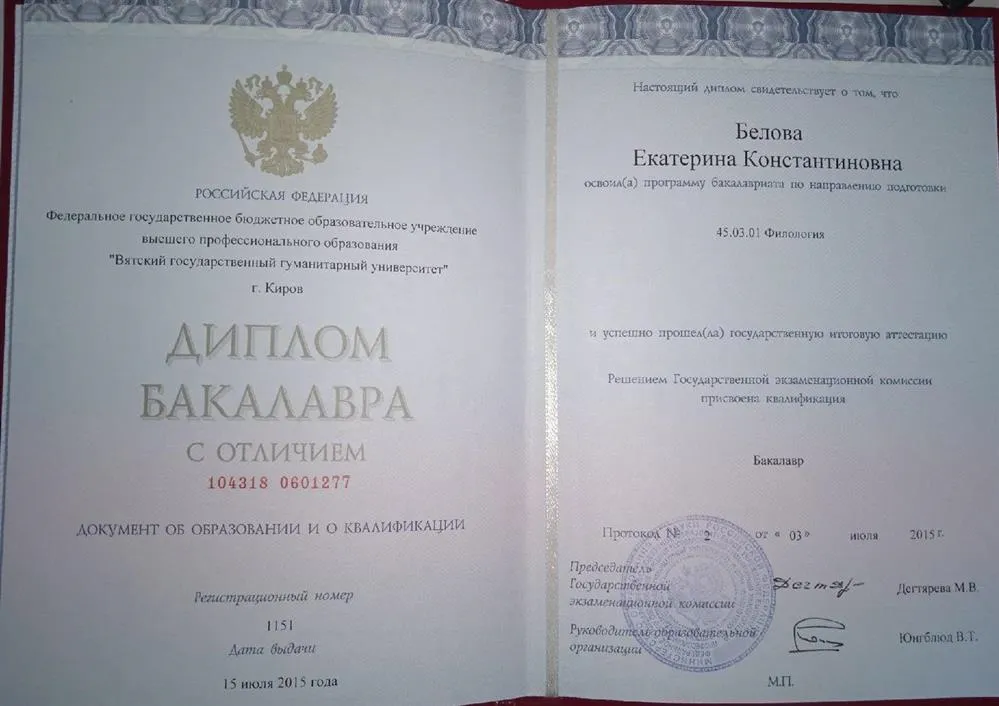 РОССИЙСКАЯ ФЕДЕРАЦИЯ
Федеральное государственное бюджетное образовательное учреждение
высшего профессионального образования
"Вятский государственный гуманитарный университет"
г. Киров
ДИПЛОМ
БАКАЛАВРА
С ОТЛИЧИЕМ
104318 0601277
ДОКУМЕНТ ОБ ОБРАЗОВАНИИ И О КВАЛИФИКАЦИИ
Регистрационный номер
1151
Дата выдачи
15 июля 2015 года
Настоящий диплом свидетельствует о том, что
Белова
Екатерина Константиновна
освоил(а) программу бакалавриата по направлению подготовки
45.03.01 Филология
и успешно прошел(ла) государственную итоговую аттестацию
Решением Государственной экзаменационной комиссии
присвоена квалификация
Бакалавр
Протокол № 2 от « 03 » июля 2015 г.
Председатель
Государственной
экзаменационной комиссии
Дегтярева М.В.
Руководитель образовательной
организации
Юнгблюд В.Т.
М.П.